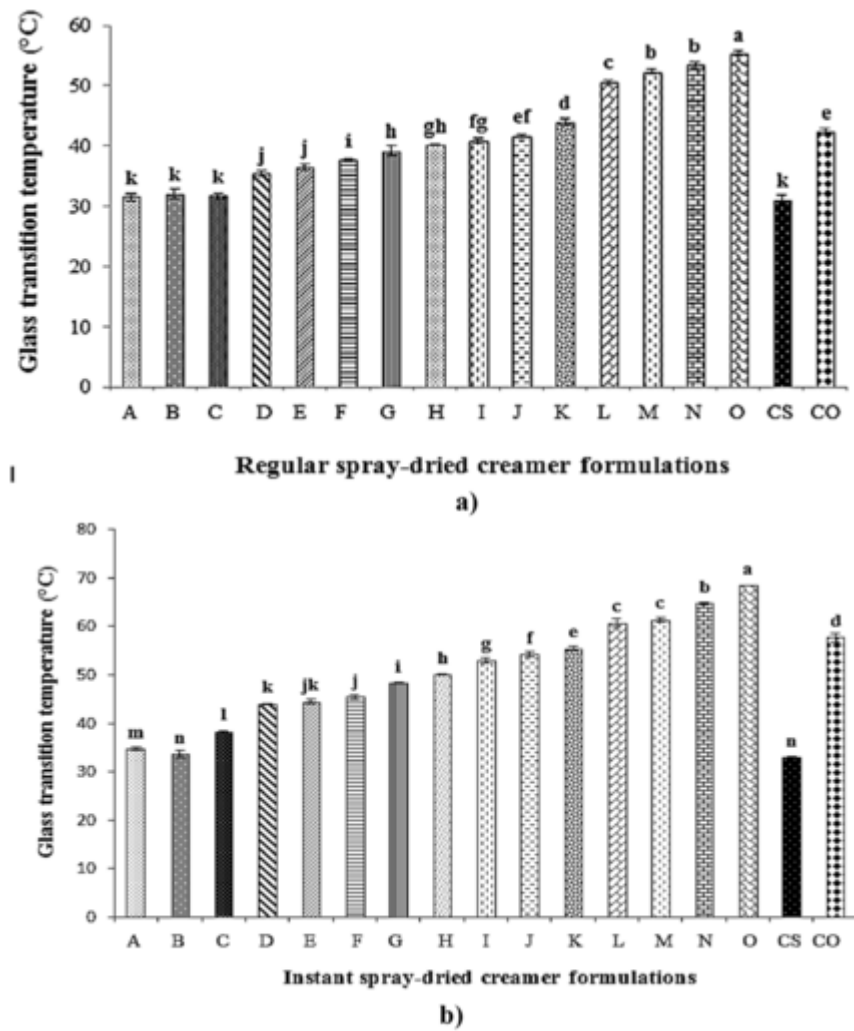 Glass transition temperature (°C)
60
50
40
30
20
10
0
k k k j j i h gh fg ef d c b b a k e
A B C D E F G H I J K L M N O CS CO
Regular spray-dried creamer formulations
a)
Glass transition temperature (°C)
80
70
60
50
40
30
20
10
0
m n l k jk j i h g f e c c b a n d
A B C D E F G H I J K L M N O CS CO
Instant spray-dried creamer formulations
b)